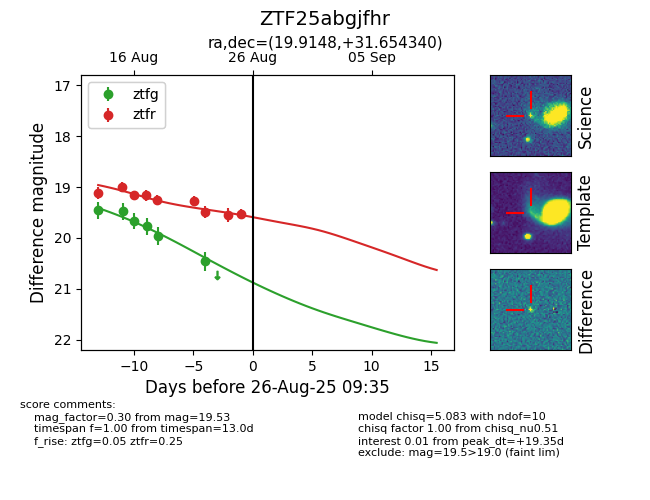 ZTF25abgjfhr
ra,dec=(19.9148,+31.654340)
16 Aug 26 Aug 05 Sep
17
18
19
20
21
22
Difference magnitude
ztfg
ztfr
−10 −5 0 5 10 15
Days before 26-Aug-25 09:35
Science
Template
Difference
score comments:
mag_factor=0.30 from mag=19.53
timespan f=1.00 from timespan=13.0d
f_rise: ztfg=0.05 ztfr=0.25
model chisq=5.083 with ndof=10
chisq factor 1.00 from chisq_nu0.51
interest 0.01 from peak_dt=+19.35d
exclude: mag=19.5>19.0 (faint lim)